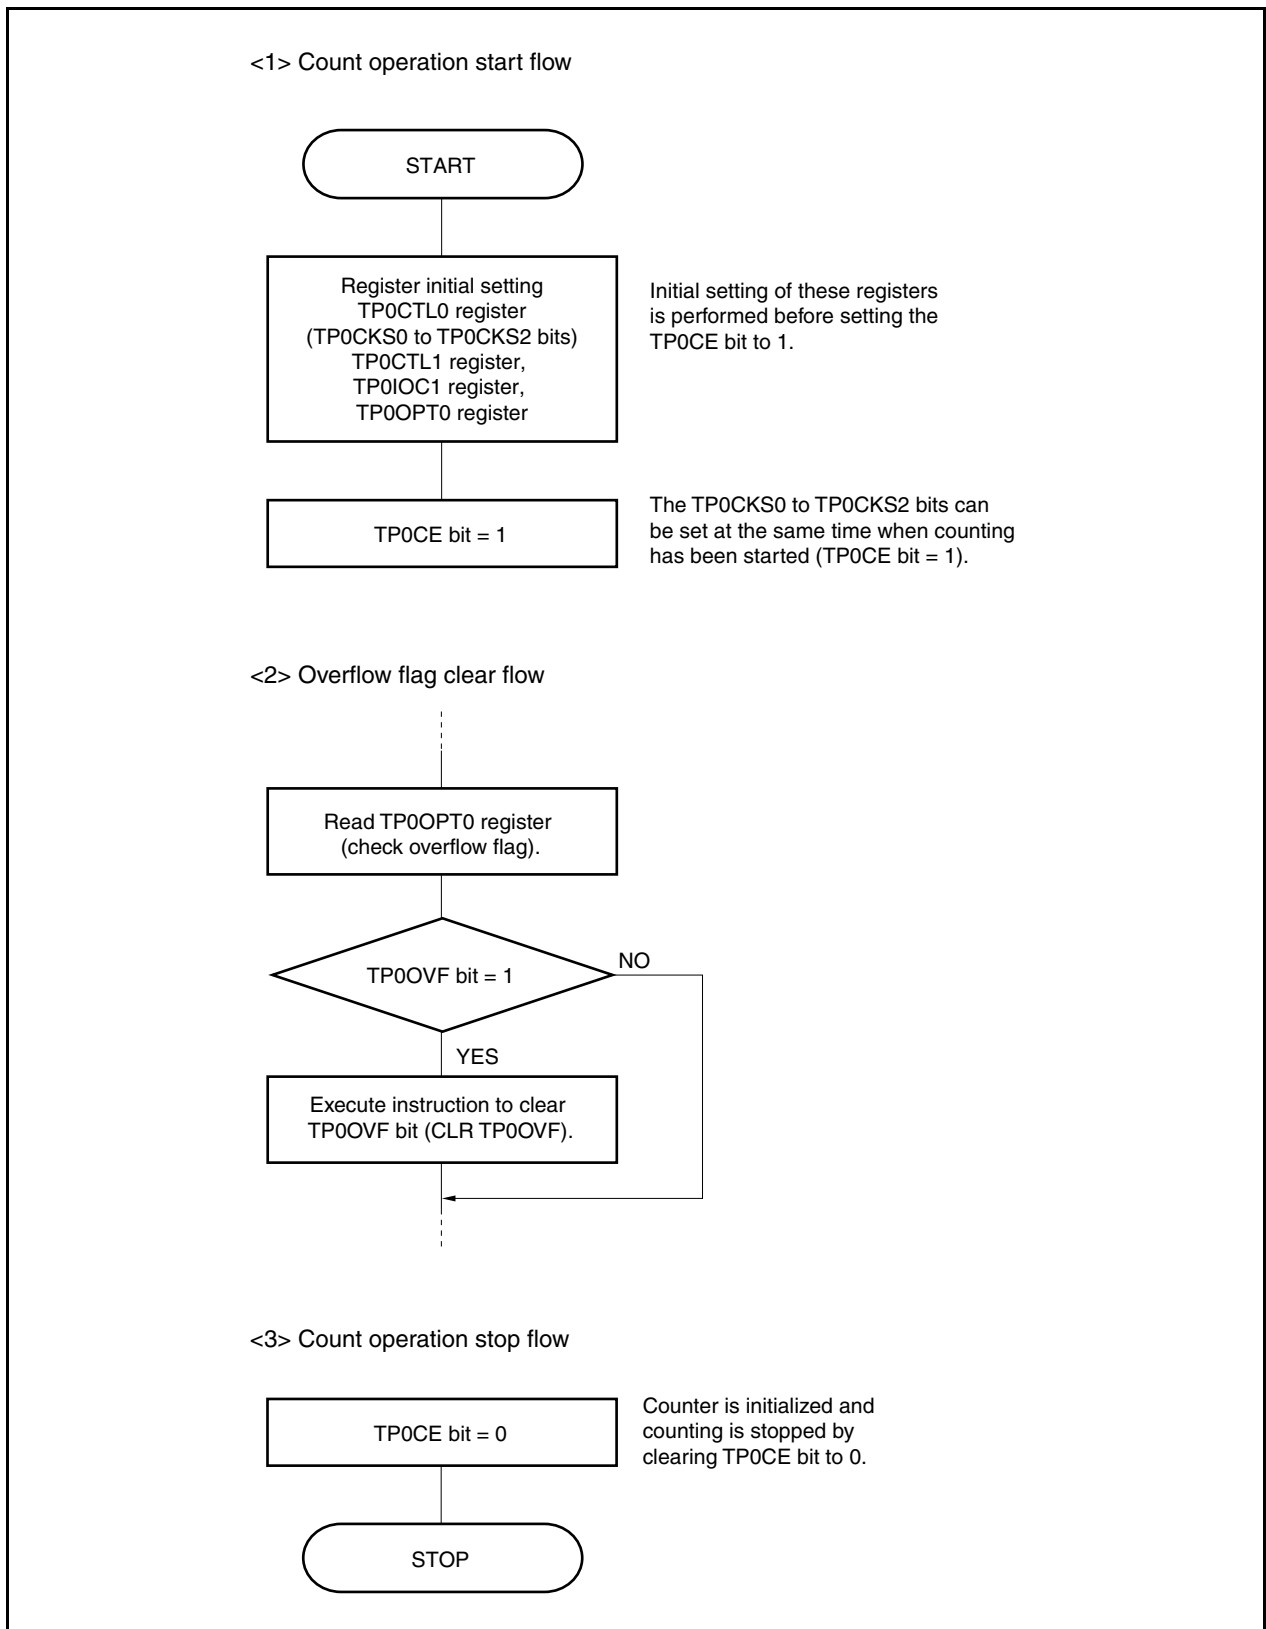 <1> Count operation start flow
START
Register initial setting
TP0CTL0 register
(TP0CKS0 to TP0CKS2 bits)
TP0CTL1 register,
TP0IOC1 register,
TP0OPT0 register
Initial setting of these registers
is performed before setting the
TP0CE bit to 1.
TP0CE bit = 1
The TP0CKS0 to TP0CKS2 bits can
be set at the same time when counting
has been started (TP0CE bit = 1).
<2> Overflow flag clear flow
Read TP0OPT0 register
(check overflow flag).
TP0OVF bit = 1
NO
YES
Execute instruction to clear
TP0OVF bit (CLR TP0OVF).
<3> Count operation stop flow
TP0CE bit = 0
Counter is initialized and
counting is stopped by
clearing TP0CE bit to 0.
STOP